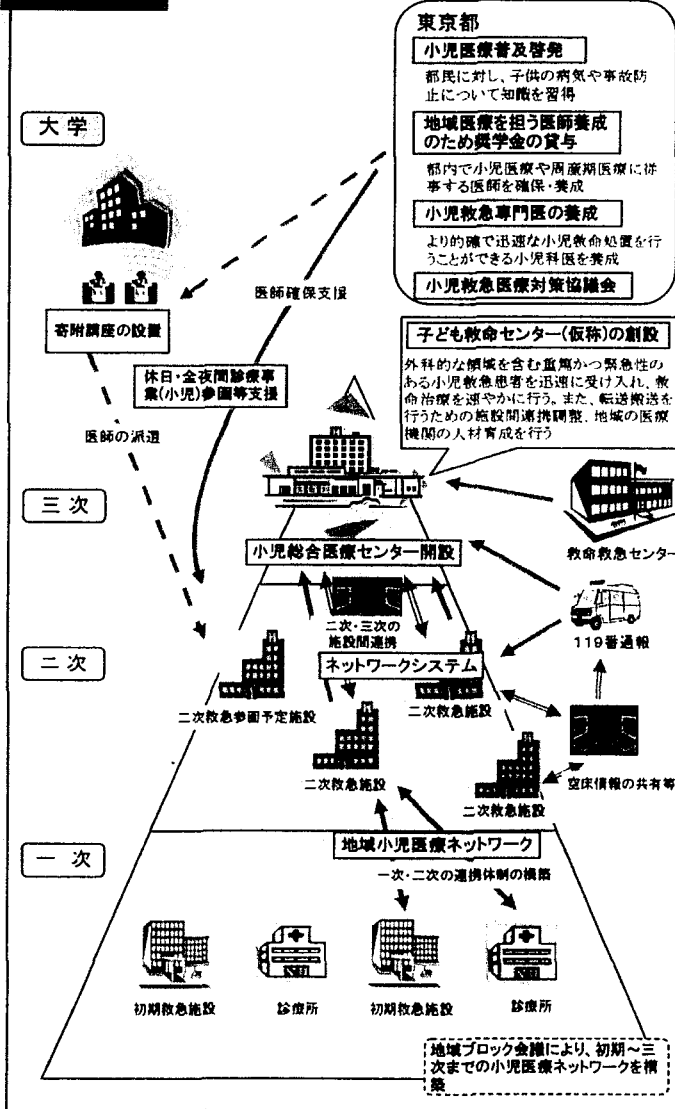 東京都
小児医療普及啓発
都民に対し、子供の病気や事故防
止について知識を習得
地域医療を担う医師養成
のため奨学金の貸与
都内で小児医療や周産期医療に従
事する医師を確保・養成
小児救急専門医の養成
より的確で迅速な小児救命処置を行
うことができる小児科医を養成
小児救急医療対策協議会
大学
寄附講座の設置
医師確保支援
休日・全夜間診療事
業(小児)参画等支援
医師の派遣
子ども救命センター(仮称)の創設
外科的な領域を含む重篤かつ緊急性の
ある小児救急患者を迅速に受け入れ、救
命治療を速やかに行う。また、転送搬送を
行うための施設間連携調整、地域の医療
機関の人材育成を行う
三次
小児総合医療センター開設
救命救急センター
二次・三次の
施設間連携
119番通報
二次
ネットワークシステム
二次救急参画予定施設
二次救急施設
二次救急施設
二次救急施設
空床情報の共有等
一次
地域小児医療ネットワーク
一次・二次の連携体制の構築
初期救急施設
診療所
初期救急施設
診療所
地域ブロック会議により、初期～三
次までの小児医療ネットワークを構
築